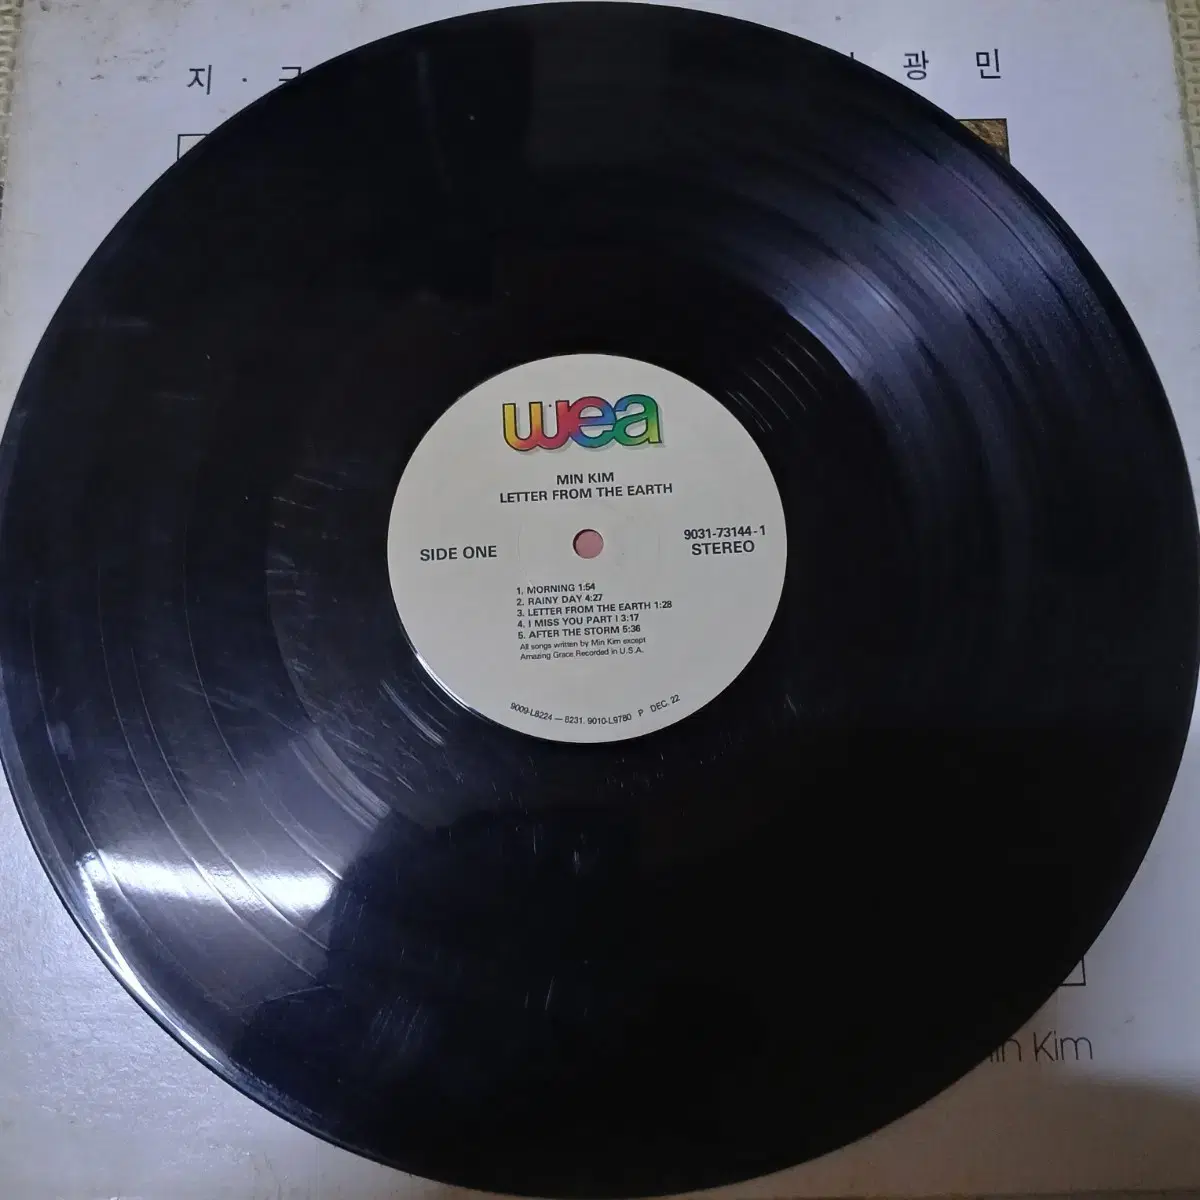 지 · 구
광 민
wea
MIN KIM
LETTER FROM THE EARTH
SIDE ONE
9031-73144-1
STEREO
1. MORNING 1:54
2. RAINY DAY 4:27
3. LETTER FROM THE EARTH 1:28
4. I MISS YOU PART I 3:17
5. AFTER THE STORM 5:36
All songs written by Min Kim except
Amazing Grace Recorded in U.S.A.
9009-L8224 — 8231. 9010-L9780 P DEC. 22
Kim